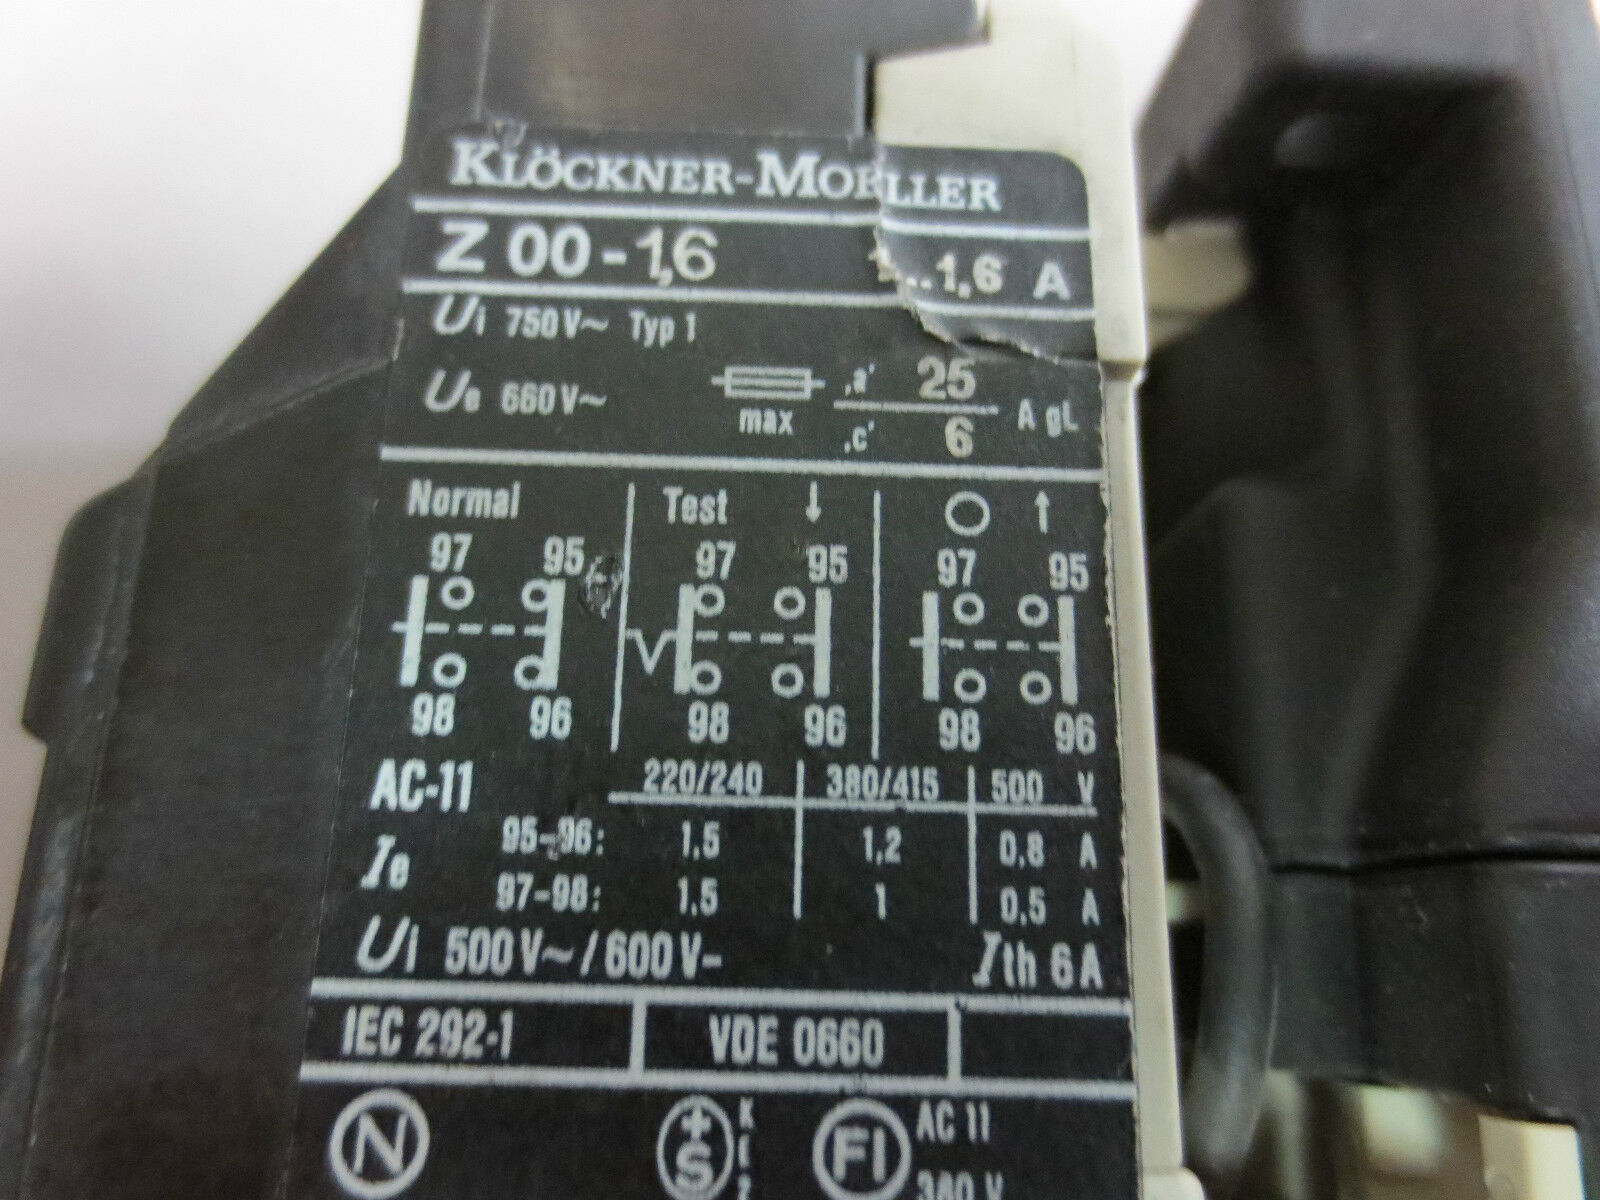 KLÖCKNER-MOELLER
Z 00-1,6 ..1,6 A
Ui 750V~ Typ 1
Ue 660V~ max ‚a' 25 ‚c' 6 A gL
Normal Test ↓ O ↑
97 95 97 95 97 95
98 96 98 96 98 96
AC-11 220/240 380/415 500 V
Ie 95-96: 1.5 1,2 0,8 A
97-98: 1.5 1 0,5 A
Ui 500V~/600V- Ith 6A
IEC 292-1 VDE 0660
N +S FI AC 11
380 V